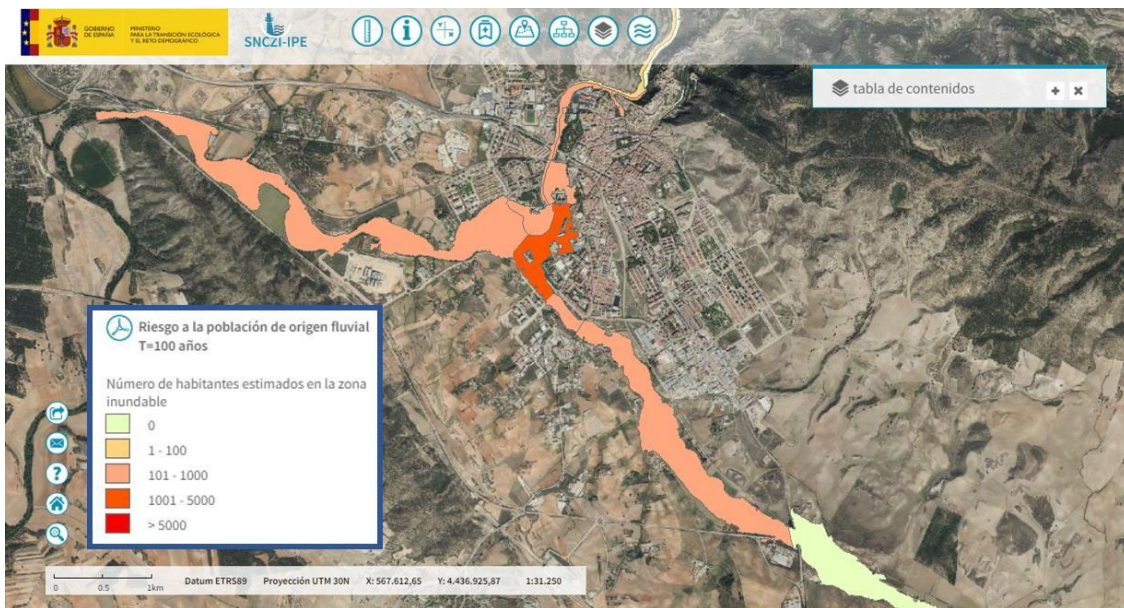 GOBIERNO
DE ESPAÑA
MINISTERIO
PARA LA TRANSICIÓN ECOLÓGICA
Y EL RETO DEMOGRÁFICO
SNCZI-IPE
tabla de contenidos
Riesgo a la población de origen fluvial
T=100 años
Número de habitantes estimados en la zona
inundable
0
1 - 100
101 - 1000
1001 - 5000
> 5000
0 0.5 1km Datum ETRS89 Proyección UTM 30N X: 567.612,65 Y: 4.436.925,87 1:31.250